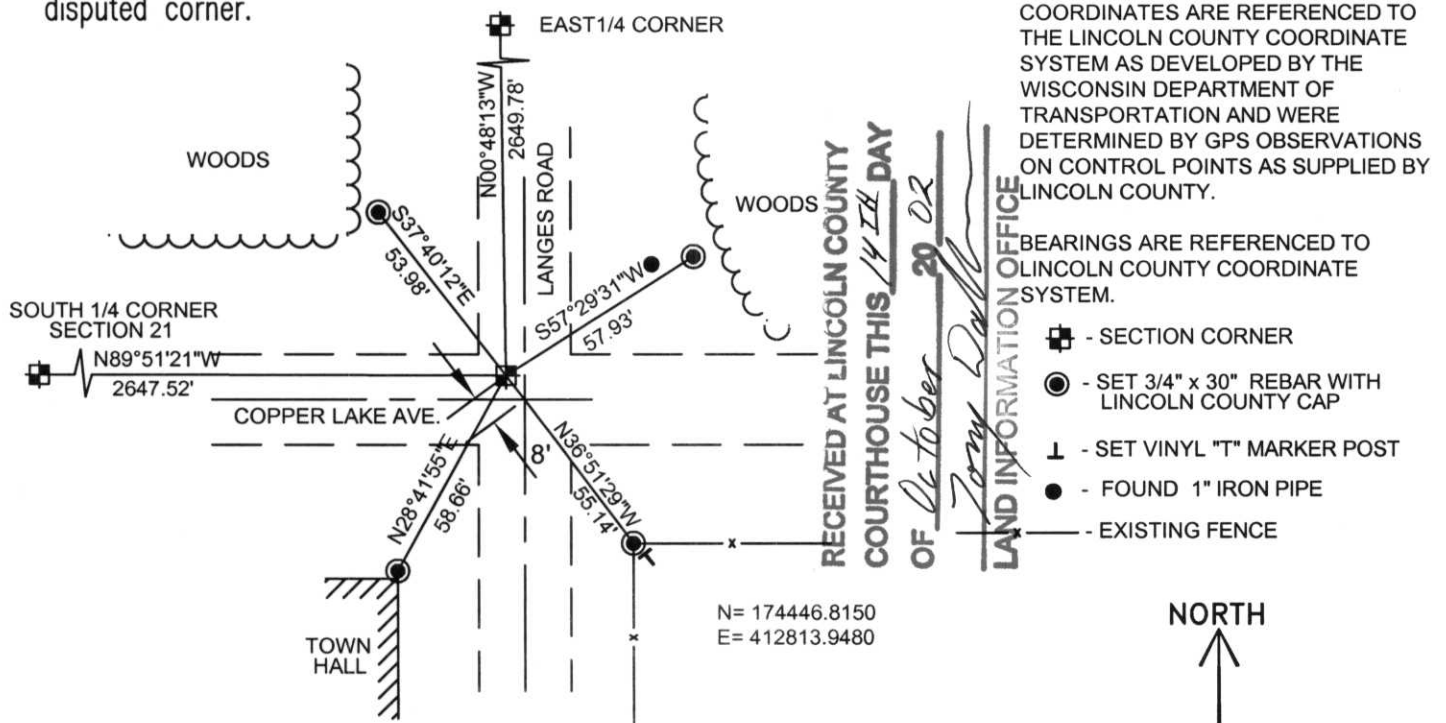 disputed corner.
EAST1/4 CORNER
N00°48'13"W
2649.78'
LANGES ROAD
WOODS
WOODS
S37°40'12"E
53.98'
S57°29'31"W
57.93'
SOUTH 1/4 CORNER
SECTION 21
N89°51'21"W
2647.52'
COPPER LAKE AVE.
8'
N28°41'55"E
58.66'
N36°51'29"W
55.14'
TOWN
HALL
N= 174446.8150
E= 412813.9480
RECEIVED AT LINCOLN COUNTY
COURTHOUSE THIS 14TH DAY
OF October 20 02
LAND INFORMATION OFFICE
COORDINATES ARE REFERENCED TO
THE LINCOLN COUNTY COORDINATE
SYSTEM AS DEVELOPED BY THE
WISCONSIN DEPARTMENT OF
TRANSPORTATION AND WERE
DETERMINED BY GPS OBSERVATIONS
ON CONTROL POINTS AS SUPPLIED BY
LINCOLN COUNTY.
BEARINGS ARE REFERENCED TO
LINCOLN COUNTY COORDINATE
SYSTEM.
- SECTION CORNER
- SET 3/4" x 30" REBAR WITH
LINCOLN COUNTY CAP
- SET VINYL "T" MARKER POST
- FOUND 1" IRON PIPE
x - EXISTING FENCE
x
x
NORTH